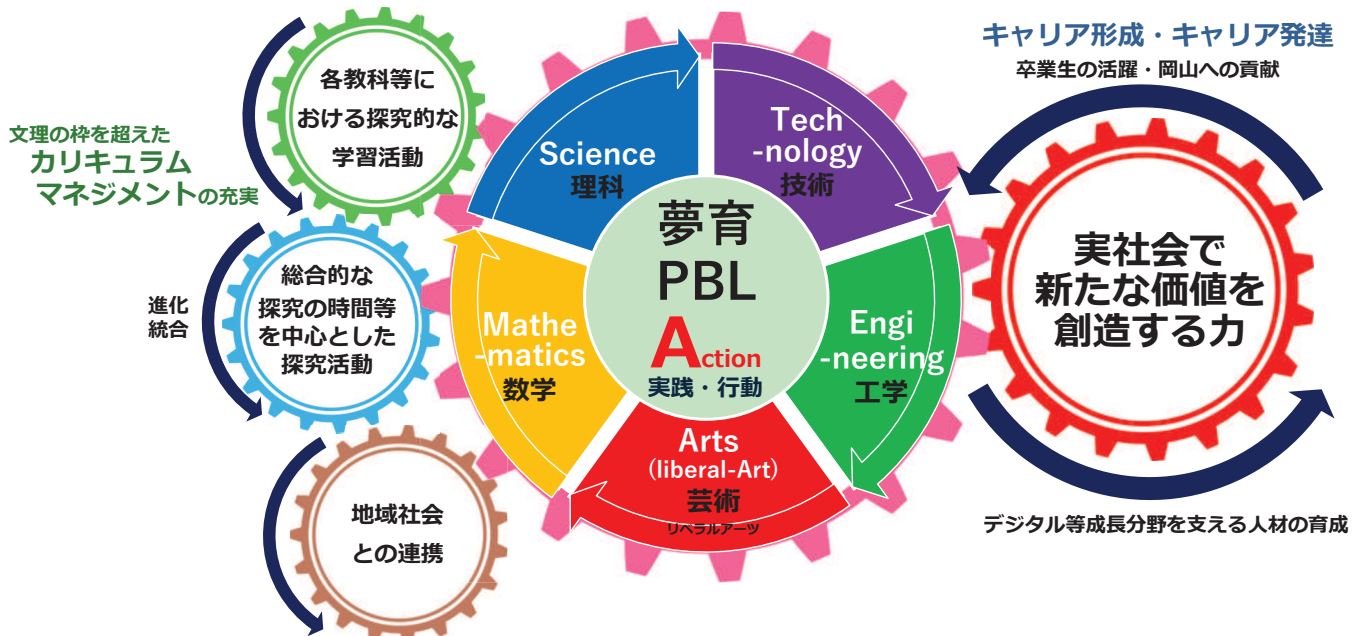 文理の枠を超えた
カリキュラム
マネジメントの充実
各教科等に
おける探究的な
学習活動
進化
統合
総合的な
探究の時間等
を中心とした
探究活動
地域社会
との連携
Science
理科
Tech
-nology
技術
Engi
-neering
工学
Arts
(liberal-Art)
芸術
リベラルアーツ
Mathe
-matics
数学
夢育
PBL
Action
実践・行動
キャリア形成・キャリア発達
卒業生の活躍・岡山への貢献
実社会で
新たな価値を
創造する力
デジタル等成長分野を支える人材の育成